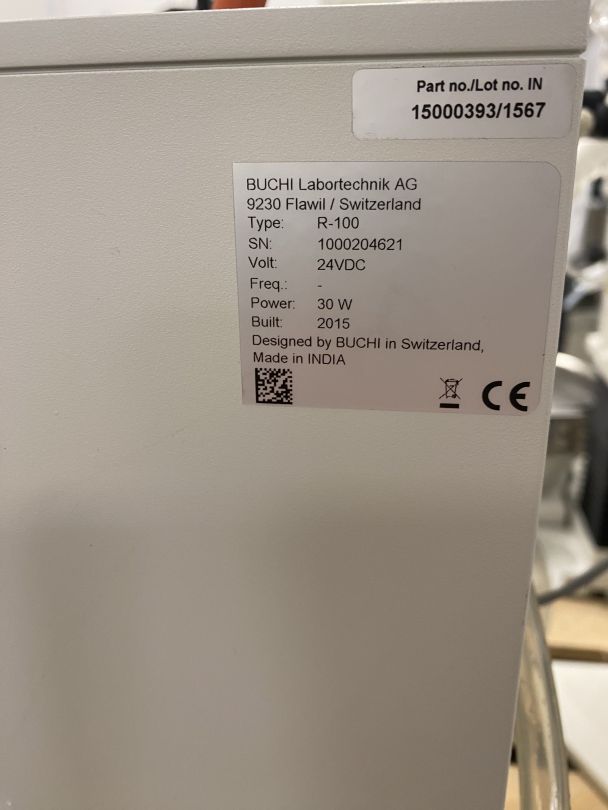 Part no./Lot no. IN
15000393/1567
BUCHI Labortechnik AG
9230 Flawil / Switzerland
Type: R-100
SN: 1000204621
Volt: 24VDC
Freq.: -
Power: 30 W
Built: 2015
Designed by BUCHI in Switzerland,
Made in INDIA
CE